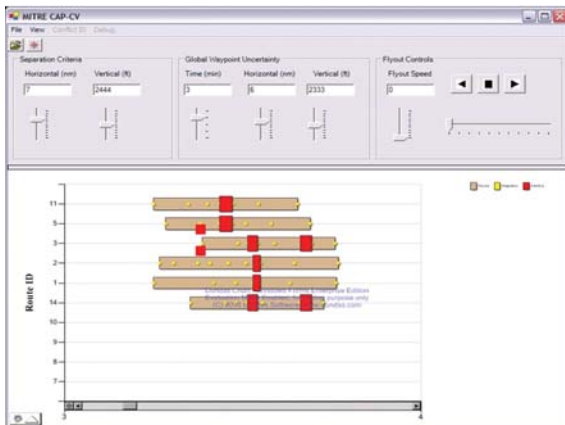 MITRE CAP-CV
File View Conflict ID Debug
Separation Criteria
Horizontal (nm) Vertical (ft)
7 2444
Global Waypoint Uncertainty
Time (min) Horizontal (nm) Vertical (ft)
3 6 2333
Flyout Controls
Flyout Speed
0
Route ID
11
5
3
2
1
14
10
9
8
7
3 4